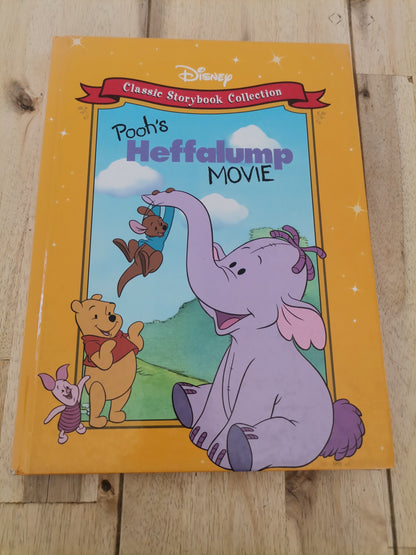 Disney
Classic Storybook Collection
Pooh's
Heffalump
MOVIE